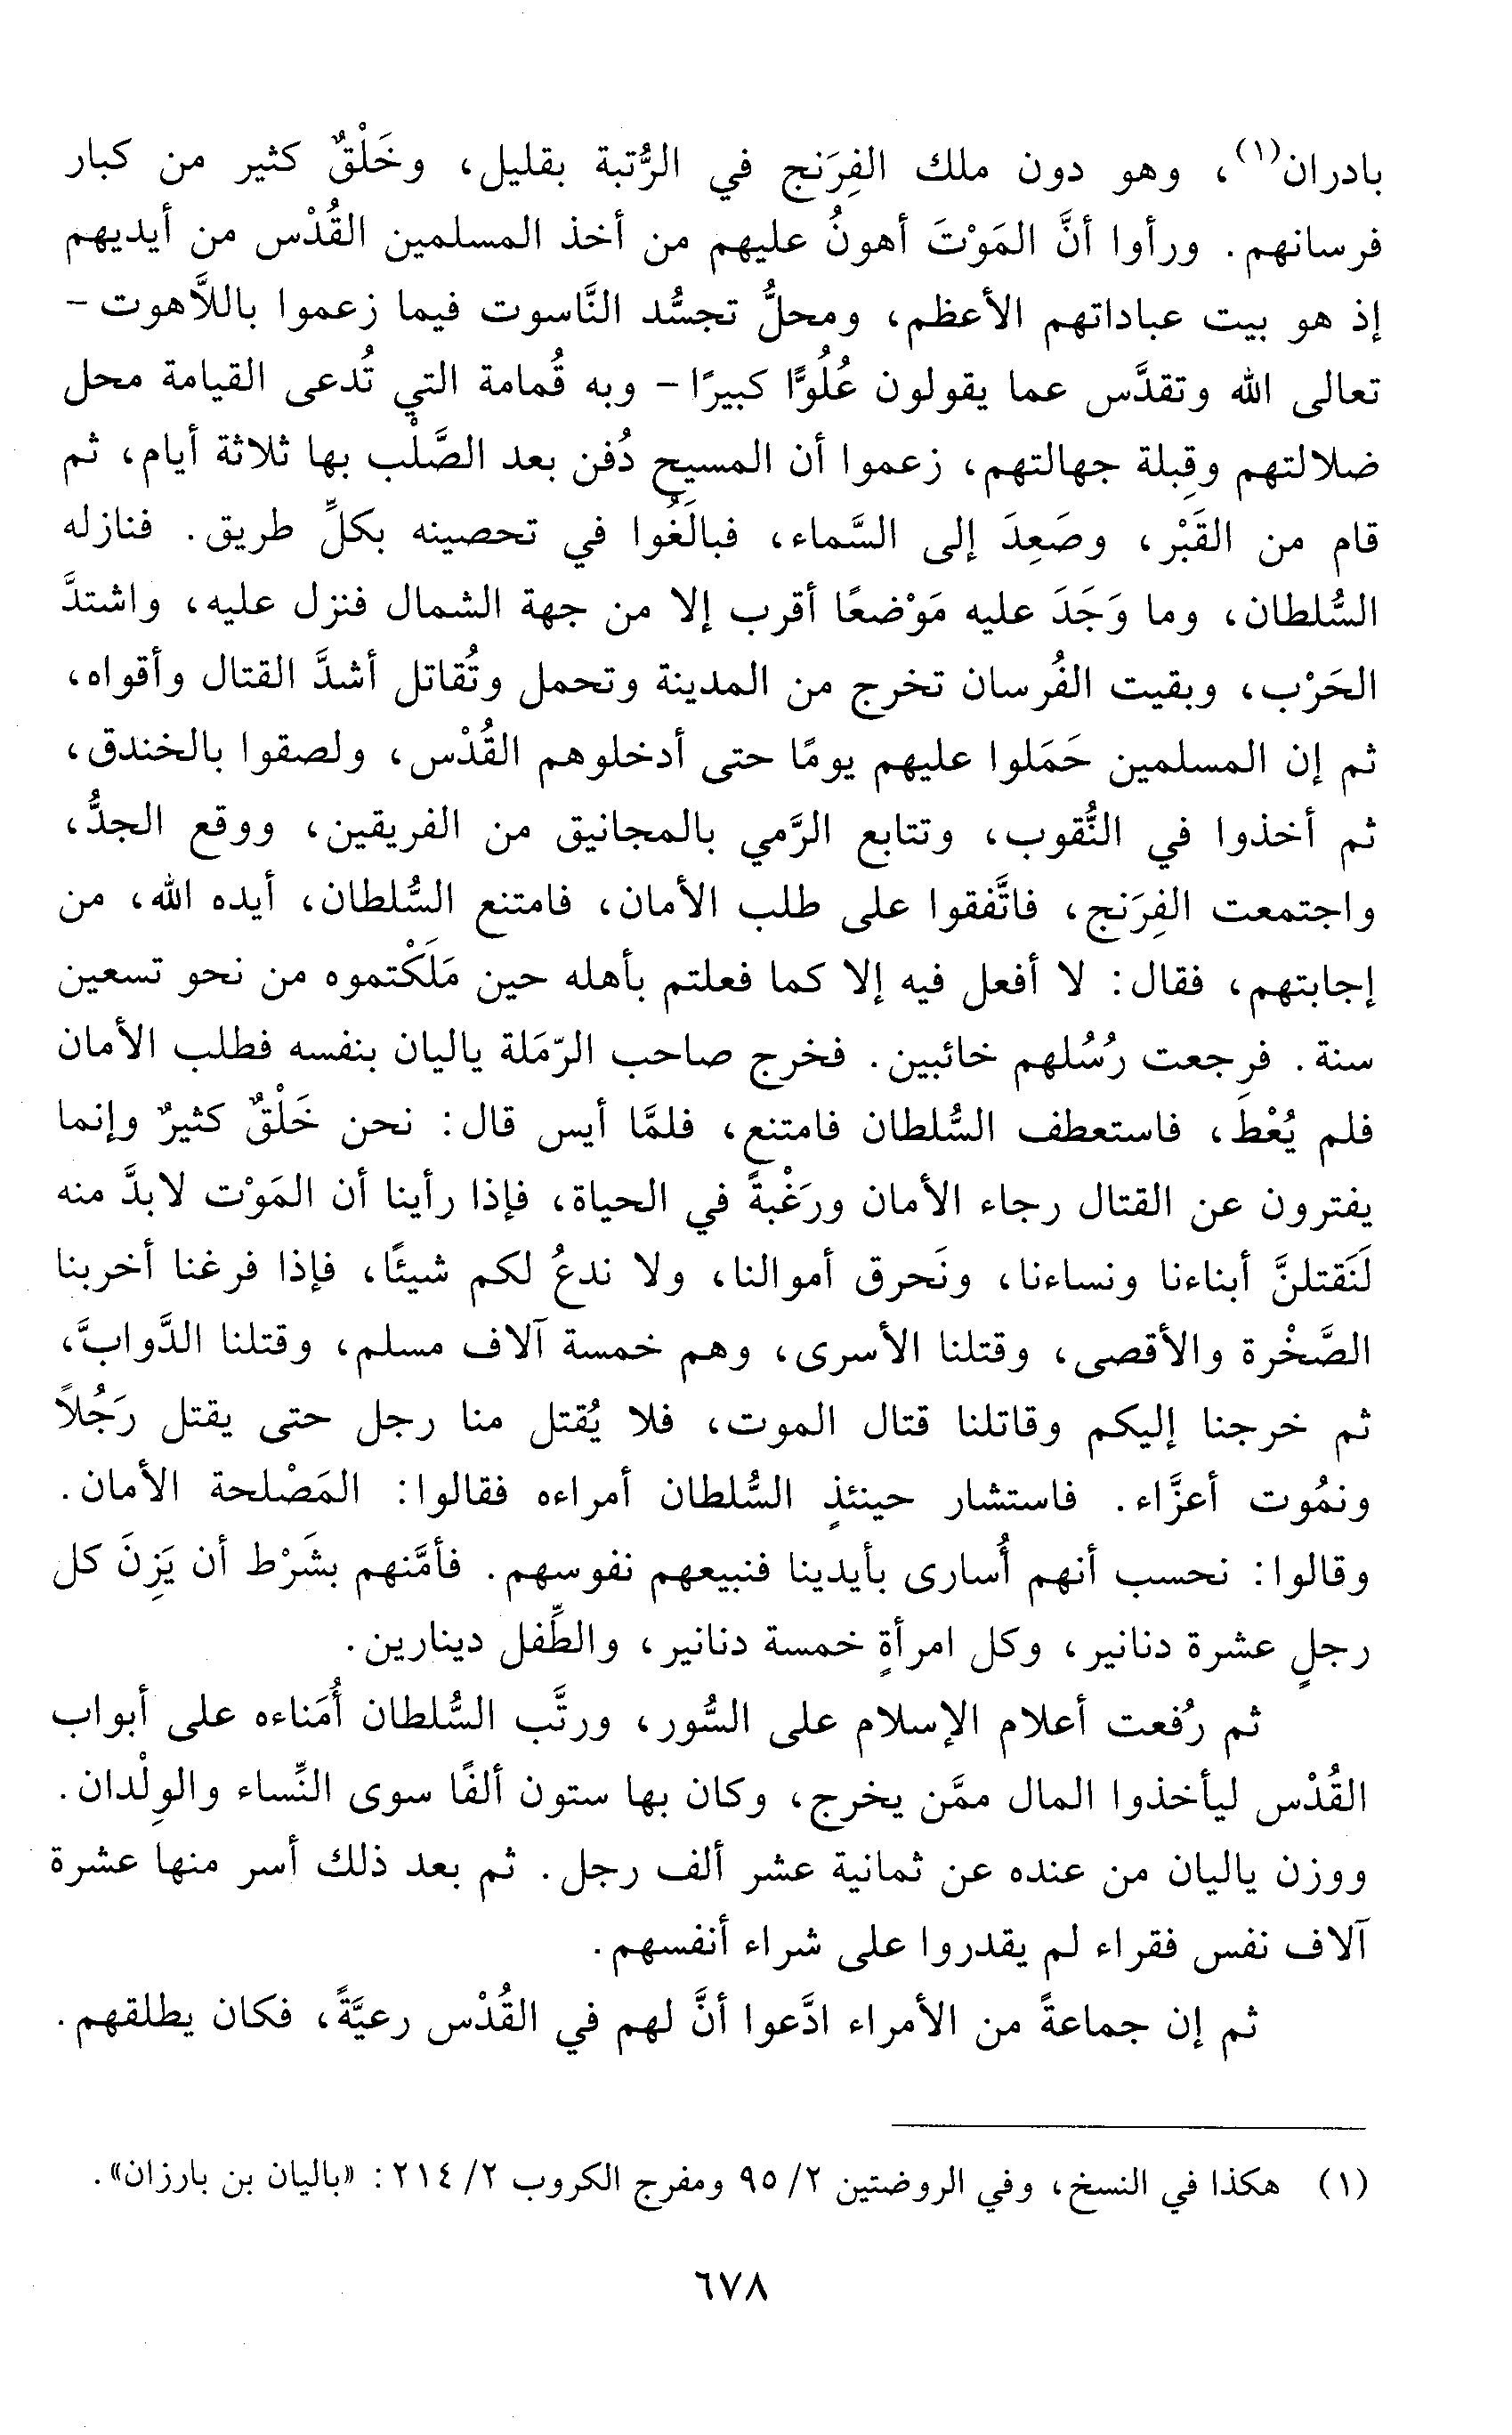 بادران(١)، وهو دون ملك الفِرَنج في الرُّتبة بقليل، وخَلْقٌ كثير من كبار
فرسانهم. ورأوا أنَّ المَوْتَ أهونُ عليهم من أخذ المسلمين القُدْس من أيديهم
إذ هو بيت عباداتهم الأعظم، ومحلُّ تجسُّد النَّاسوت فيما زعموا باللاَّهوت -
تعالى الله وتقدَّس عما يقولون عُلُوًّا كبيرًا - وبه قُمامة التي تُدعى القيامة محل
ضلالتهم وقِبلة جهالتهم، زعموا أن المسيح دُفن بعد الصَّلْب بها ثلاثة أيام، ثم
قام من القَبْر، وصَعِدَ إلى السَّماء، فبالَغُوا في تحصينه بكلِّ طريق. فنازله
السُّلطان، وما وَجَدَ عليه مَوْضعًا أقرب إلا من جهة الشمال فنزل عليه، واشتدَّ
الحَرْب، وبقيت الفُرسان تخرج من المدينة وتحمل وتُقاتل أشدَّ القتال وأقواه،
ثم إن المسلمين حَمَلوا عليهم يومًا حتى أدخلوهم القُدْس، ولصقوا بالخندق،
ثم أخذوا في النُّقوب، وتتابع الرَّمي بالمجانيق من الفريقين، ووقع الجدُّ،
واجتمعت الفِرَنج، فاتَّفقوا على طلب الأمان، فامتنع السُّلطان، أيده الله، من
إجابتهم، فقال: لا أفعل فيه إلا كما فعلتم بأهله حين مَلَكْتموه من نحو تسعين
سنة. فرجعت رُسُلهم خائبين. فخرج صاحب الرّمَلة ياليان بنفسه فطلب الأمان
فلم يُعْطَ، فاستعطف السُّلطان فامتنع، فلمَّا أيس قال: نحن خَلْقٌ كثيرٌ وإنما
يفترون عن القتال رجاء الأمان ورَغْبةً في الحياة، فإذا رأينا أن المَوْت لابدَّ منه
لَنَقتلنَّ أبناءنا ونساءنا، ونَحرق أموالنا، ولا ندعُ لكم شيئًا، فإذا فرغنا أخربنا
الصَّخْرة والأقصى، وقتلنا الأسرى، وهم خمسة آلاف مسلم، وقتلنا الدَّوابَّ،
ثم خرجنا إليكم وقاتلنا قتال الموت، فلا يُقتل منا رجل حتى يقتل رَجُلاً
ونمُوت أعزَّاء. فاستشار حينئذٍ السُّلطان أمراءه فقالوا: المَصْلحة الأمان.
وقالوا: نحسب أنهم أُسارى بأيدينا فنبيعهم نفوسهم. فأمَّنهم بشَرْط أن يَزِنَ كل
رجلٍ عشرة دنانير، وكل امرأةٍ خمسة دنانير، والطِّفل دينارين.
ثم رُفعت أعلام الإسلام على السُّور، ورتَّب السُّلطان أُمَناءه على أبواب
القُدْس ليأخذوا المال ممَّن يخرج، وكان بها ستون ألفًا سوى النِّساء والوِلْدان.
ووزن ياليان من عنده عن ثمانية عشر ألف رجل. ثم بعد ذلك أسر منها عشرة
آلاف نفس فقراء لم يقدروا على شراء أنفسهم.
ثم إن جماعةً من الأمراء ادَّعوا أنَّ لهم في القُدْس رعيَّةً، فكان يطلقهم.
(١) هكذا في النسخ، وفي الروضتين ٢/ ٩٥ ومفرج الكروب ٢/ ٢١٤: «باليان بن بارزان».
٦٧٨